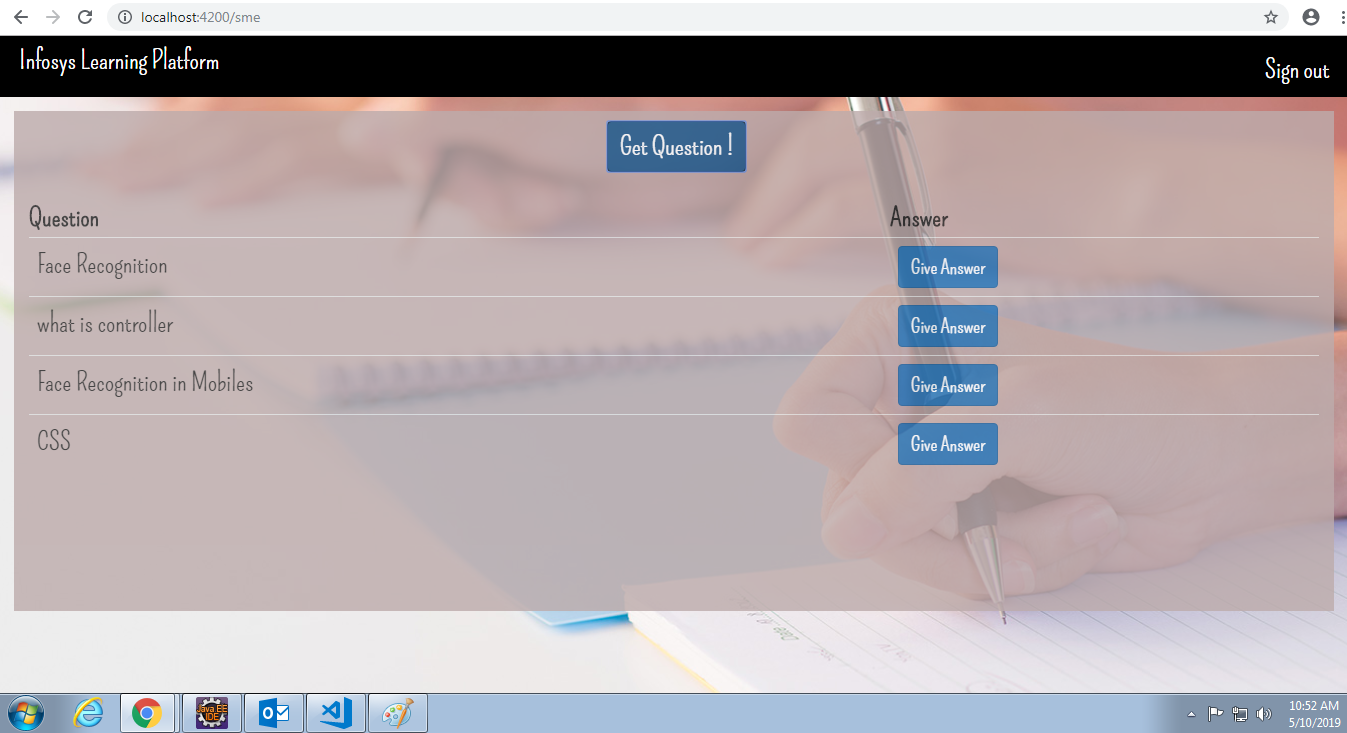 localhost:4200/sme
Infosys Learning Platform
Sign out
Get Question !
Question Answer
Face Recognition Give Answer
what is controller Give Answer
Face Recognition in Mobiles Give Answer
CSS Give Answer
Java EE
IDE
10:52 AM
5/10/2019